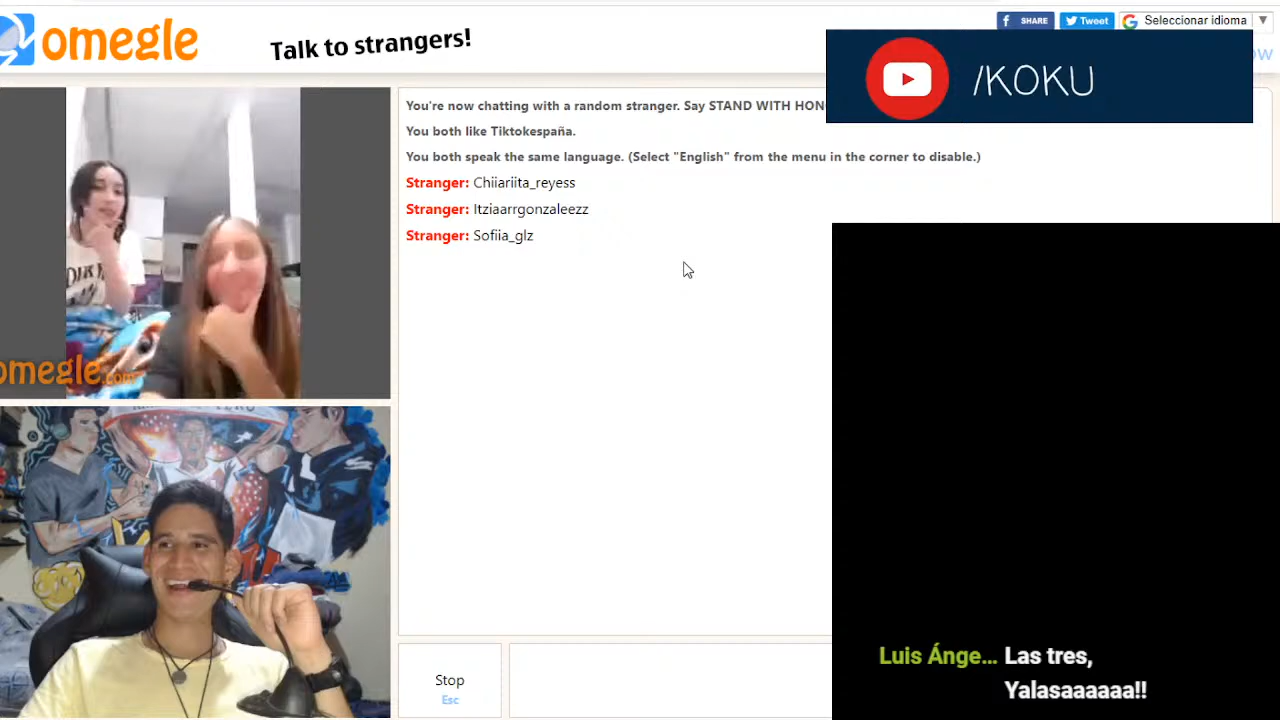 omegle
Talk to strangers!
SHARE
Tweet
Seleccionar idioma
/KOKU
You're now chatting with a random stranger. Say STAND WITH
You both like Tiktokespaña.
You both speak the same language. (Select "English" from the menu in the corner to disable.)
Stranger: Chiiariita_reyess
Stranger: Itziaarrgonzaleezz
Stranger: Sofiia_glz
omegle.com
Stop
Esc
Luis Ánge... Las tres,
Yalasaaaaaa!!